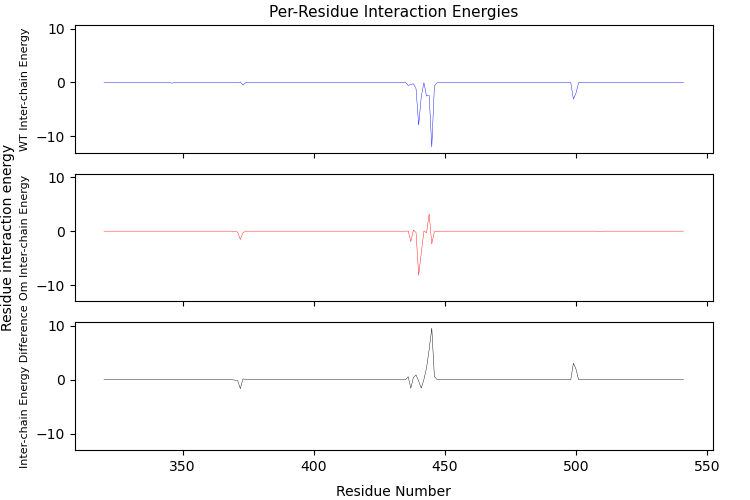 Per-Residue Interaction Energies
Residue interaction energy
WT Inter-chain Energy
10
0
−10
Om Inter-chain Energy
10
0
−10
Inter-chain Energy Difference
10
0
−10
350
400
450
500
550
Residue Number